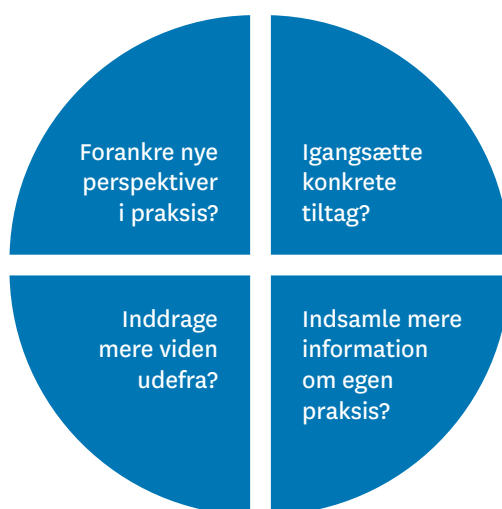 Forankre nye
perspektiver
i praksis?
Igangsætte
konkrete
tiltag?
Inddrage
mere viden
udefra?
Indsamle mere
information
om egen
praksis?